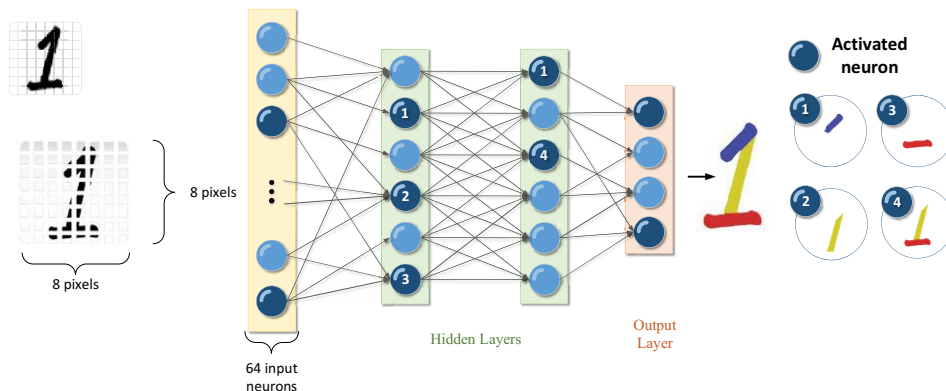 1
8 pixels
8 pixels
1
2
3
1
4
64 input
neurons
Hidden Layers
Output
Layer
1
Activated
neuron
1
3
2
4